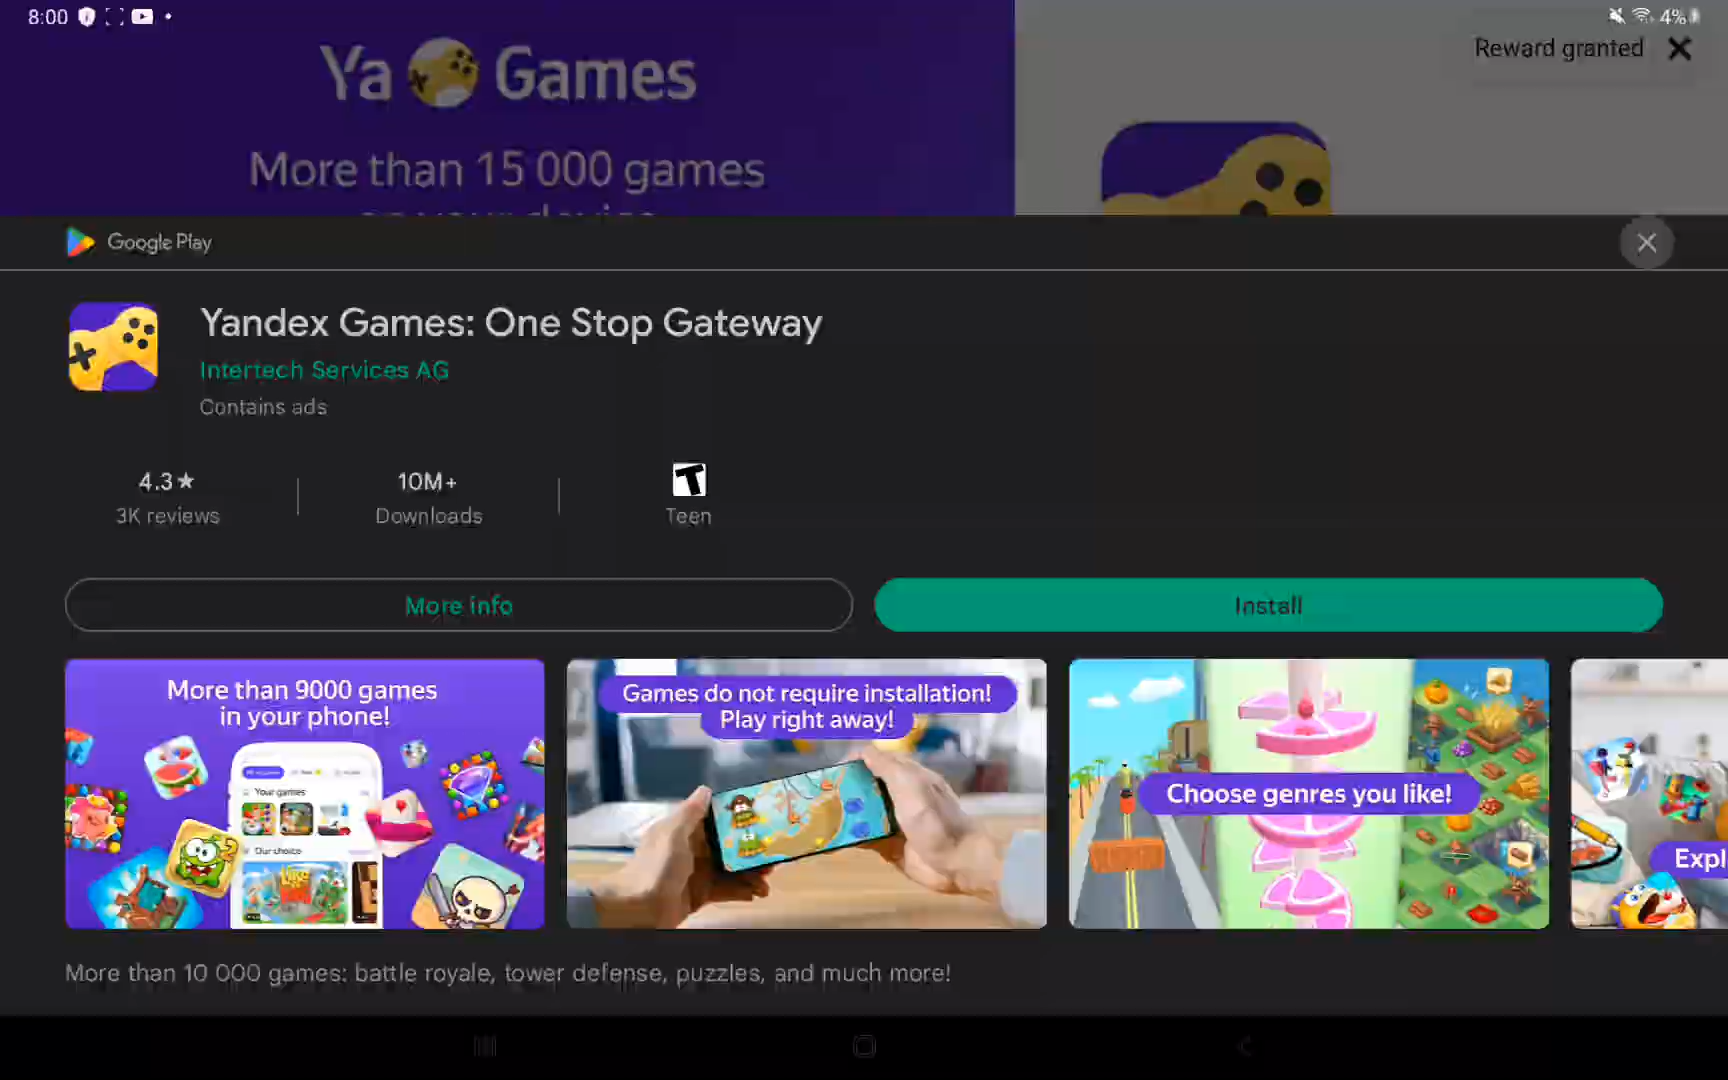 8:00
4%
Reward granted
Ya Games
More than 15 000 games
Google Play
Yandex Games: One Stop Gateway
Intertech Services AG
Contains ads
4.3★
3K reviews
10M+
Downloads
T
Teen
More info
Install
More than 9000 games
in your phone!
Your games
Our choice
Games do not require installation!
Play right away!
Choose genres you like!
Expl
More than 10 000 games: battle royale, tower defense, puzzles, and much more!